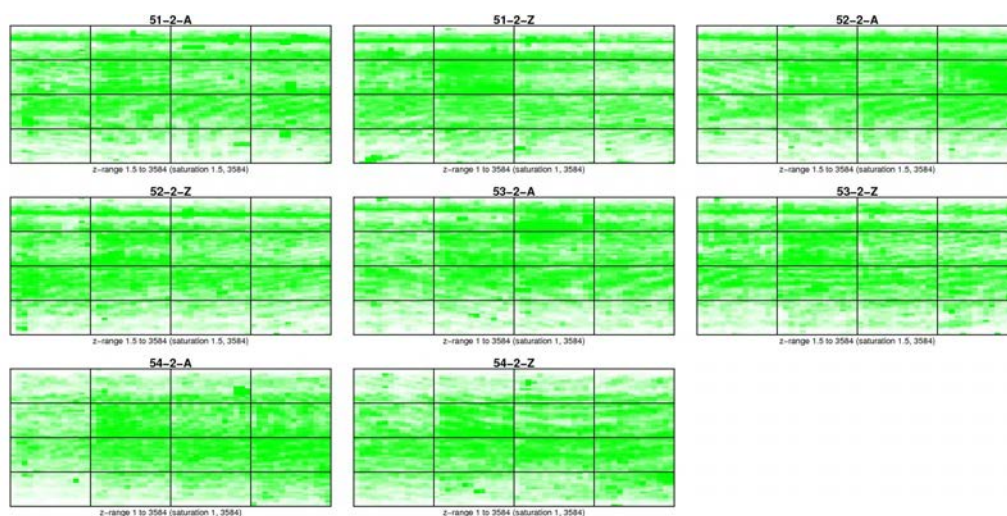 51-2-A 51-2-Z 52-2-A
z-range 1.5 to 3584 (saturation 1.5, 3584) z-range 1 to 3584 (saturation 1, 3584) z-range 1.5 to 3584 (saturation 1.5, 3584)
52-2-Z 53-2-A 53-2-Z
z-range 1.5 to 3584 (saturation 1.5, 3584) z-range 1 to 3584 (saturation 1, 3584) z-range 1.5 to 3584 (saturation 1.5, 3584)
54-2-A 54-2-Z
z-range 1 to 3584 (saturation 1, 3584) z-range 1 to 3584 (saturation 1, 3584)